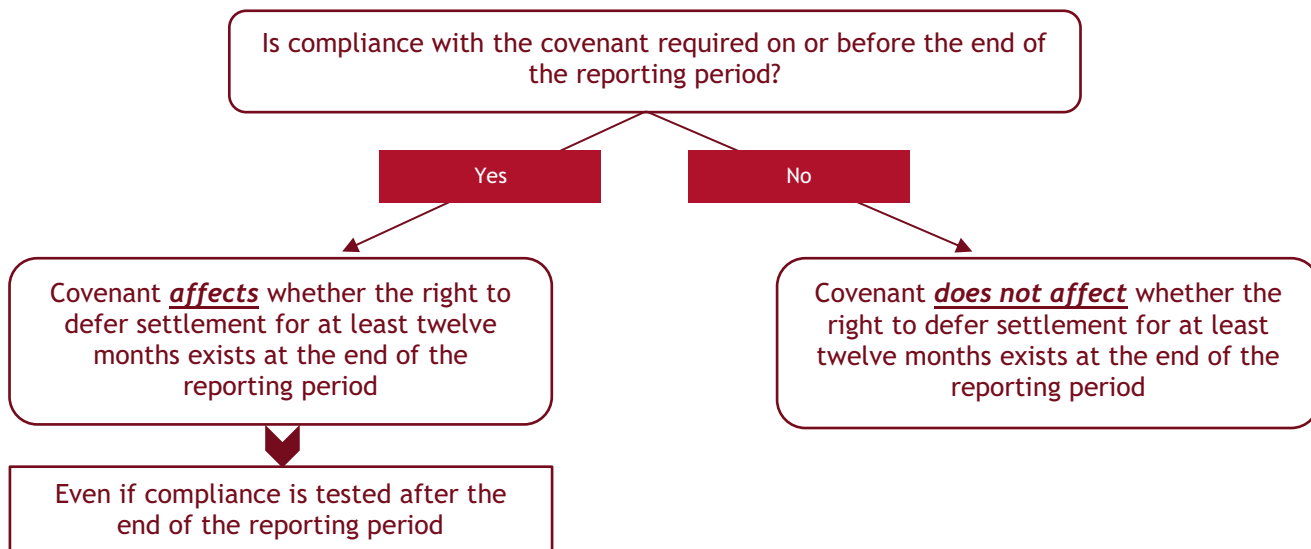 Is compliance with the covenant required on or before the end of
the reporting period?
Yes
No
Covenant affects whether the right to
defer settlement for at least twelve
months exists at the end of the
reporting period
Covenant does not affect whether the
right to defer settlement for at least
twelve months exists at the end of the
reporting period
Even if compliance is tested after the
end of the reporting period